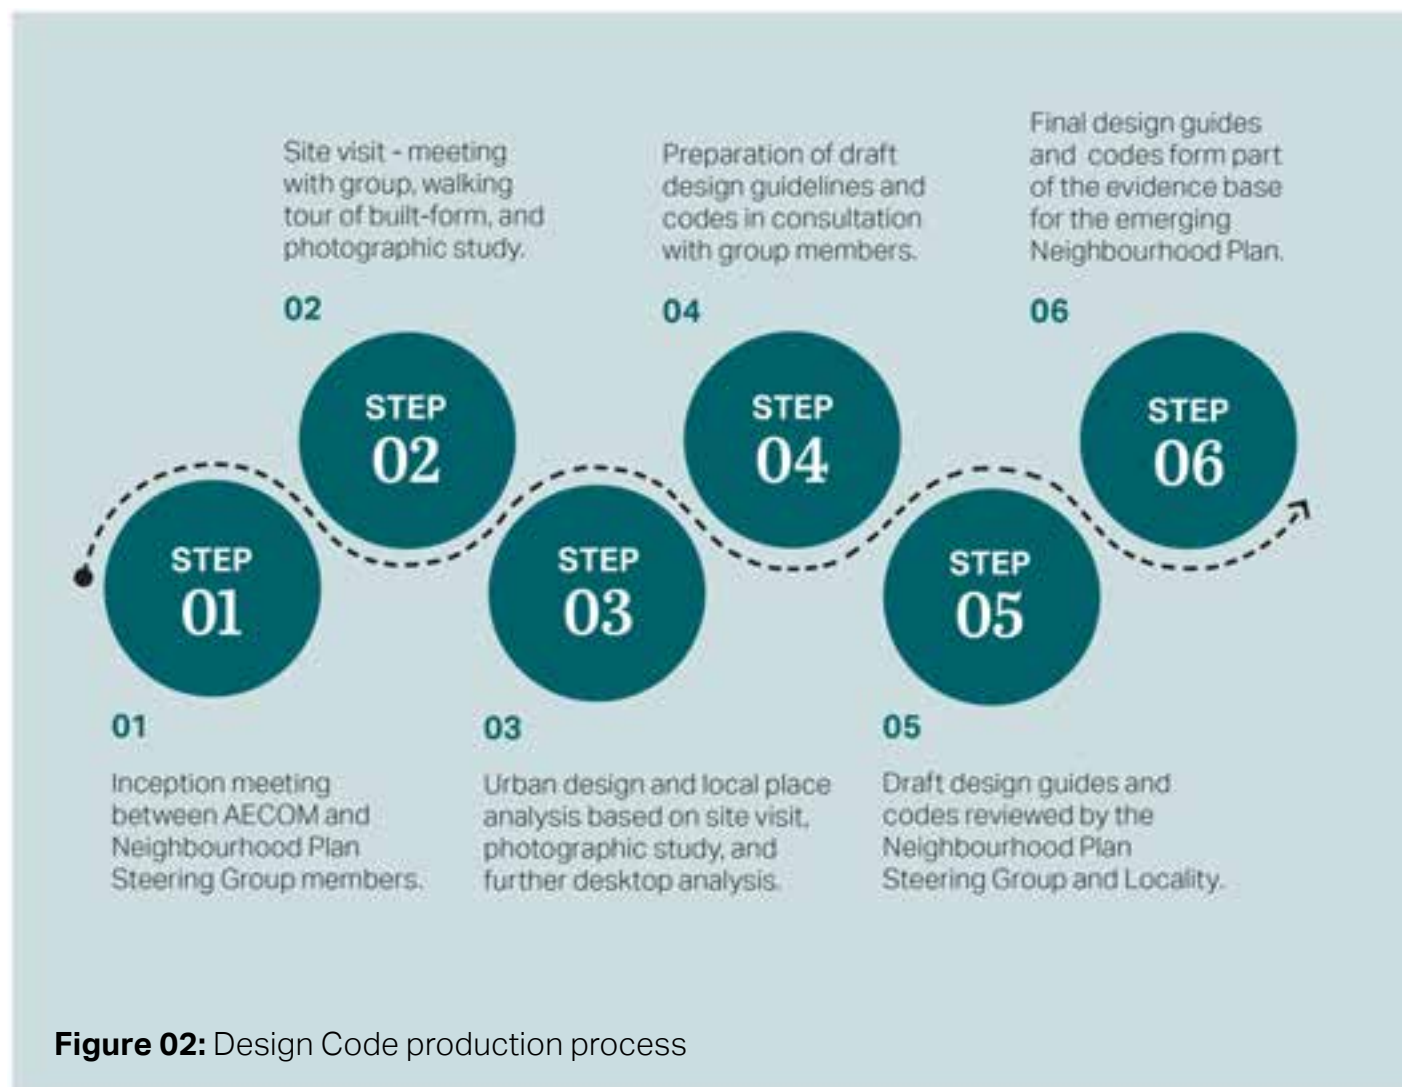 Site visit - meeting
with group, walking
tour of built-form, and
photographic study.
02
Preparation of draft
design guidelines and
codes in consultation
with group members.
04
Final design guides
and codes form part
of the evidence base
for the emerging
Neighbourhood Plan.
06
STEP
01
STEP
02
STEP
03
STEP
04
STEP
05
STEP
06
01
Inception meeting
between AECOM and
Neighbourhood Plan
Steering Group members.
03
Urban design and local place
analysis based on site visit,
photographic study, and
further desktop analysis.
05
Draft design guides and
codes reviewed by the
Neighbourhood Plan
Steering Group and Locality.
Figure 02: Design Code production process